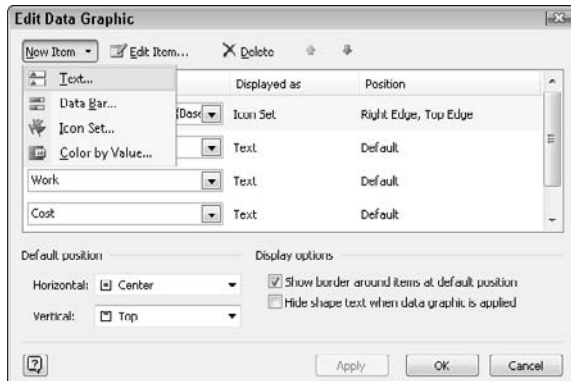 Edit Data Graphic
New Item Edit Item... Delete
Text...
Data Bar...
Icon Set...
Color by Value...
Displayed as Position
(Base Icon Set Right Edge, Top Edge
Text Default
Work Text Default
Cost Text Default
Default position Display options
Horizontal: Center Show border around items at default position
Hide shape text when data graphic is applied
Vertical: Top
? Apply OK Cancel